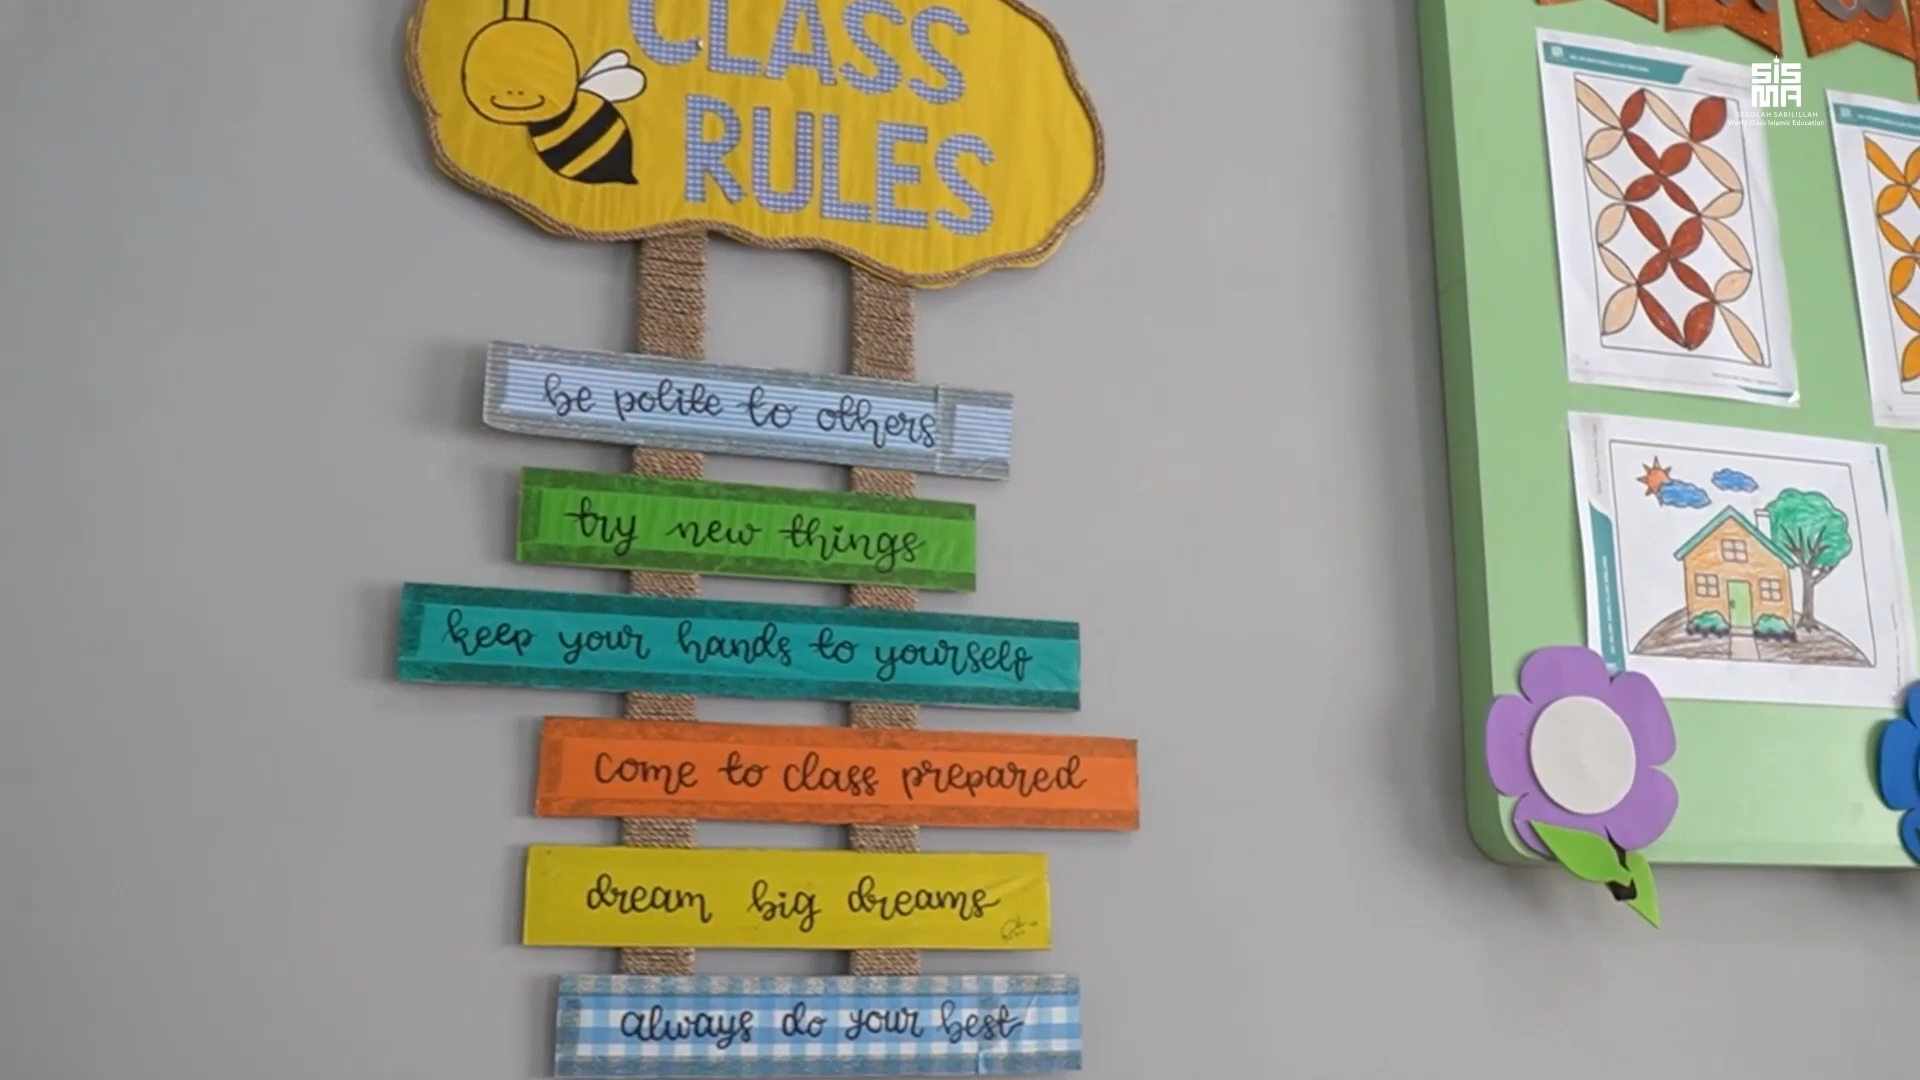 CLASS
RULES
be polite to others
try new things
keep your hands to yourself
come to class prepared
dream big dreams
always do your best
SISMA
SEKOLAH SABILILLAH
World Class Islamic Education